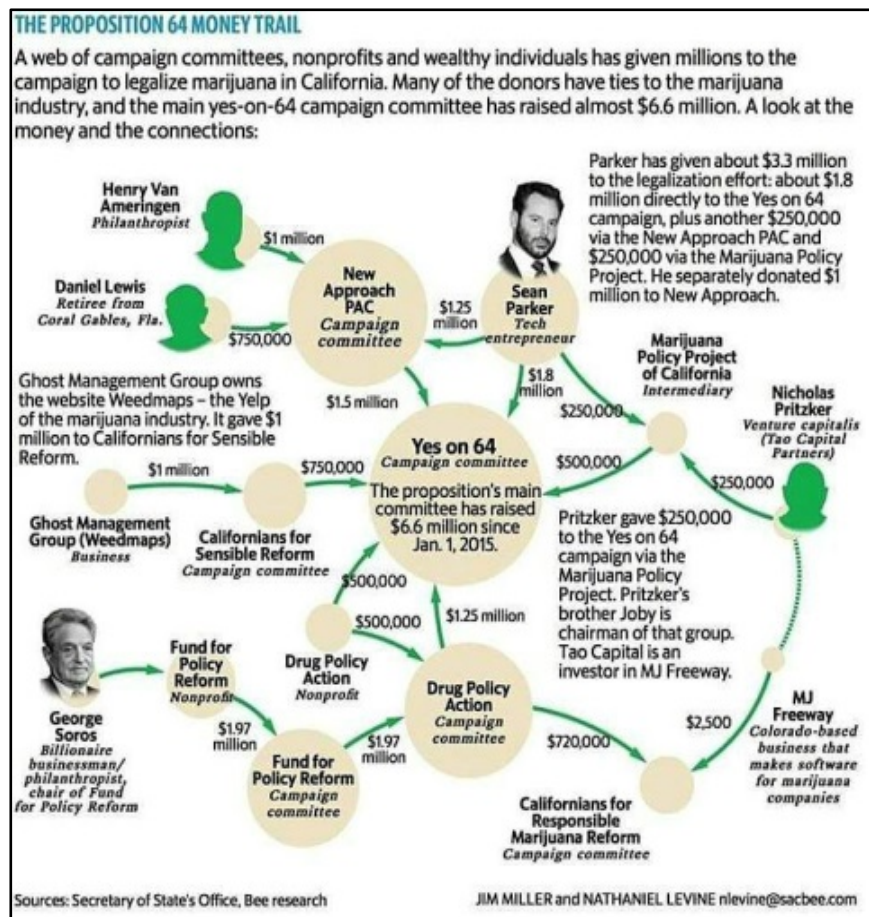 THE PROPOSITION 64 MONEY TRAIL
A web of campaign committees, nonprofits and wealthy individuals has given millions to the
campaign to legalize marijuana in California. Many of the donors have ties to the marijuana
industry, and the main yes-on-64 campaign committee has raised almost $6.6 million. A look at the
money and the connections:
Parker has given about $3.3 million
to the legalization effort: about $1.8
million directly to the Yes on 64
campaign, plus another $250,000
via the New Approach PAC and
$250,000 via the Marijuana Policy
Project. He separately donated $1
million to New Approach.
Henry Van
Ameringen
Philanthropist
$1 million
Daniel Lewis
Retiree from
Coral Gables, Fla.
$750,000
New
Approach
PAC
Campaign
committee
$1.25
million
Sean
Parker
Tech
entrepreneur
$1.5 million
$1.8
million
$250,000
Marijuana
Policy Project
of California
Intermediary
$500,000
Nicholas
Pritzker
Venture capitalis
(Tao Capital
Partners)
$250,000
Ghost Management Group owns
the website Weedmaps – the Yelp
of the marijuana industry. It gave $1
million to Californians for Sensible
Reform.
$1 million
$750,000
Ghost Management
Group (Weedmaps)
Business
Californians for
Sensible Reform
Campaign committee
Yes on 64
Campaign committee
The proposition's main
committee has raised
$6.6 million since
Jan. 1, 2015.
Pritzker gave $250,000
to the Yes on 64
campaign via the
Marijuana Policy
Project. Pritzker's
brother Joby is
chairman of that group.
Tao Capital is an
investor in MJ Freeway.
$500,000
$500,000
$1.25 million
Drug Policy
Action
Nonprofit
George
Soros
Billionaire
businessman/
philanthropist,
chair of Fund
for Policy Reform
Fund for
Policy
Reform
Nonprofit
$1.97
million
Fund for
Policy Reform
Campaign
committee
$1.97
million
Drug Policy
Action
Campaign
committee
$720,000
$2,500
MJ
Freeway
Colorado-based
business that
makes software
for marijuana
companies
Californians for
Responsible
Marijuana Reform
Campaign committee
Sources: Secretary of State's Office, Bee research
JIM MILLER and NATHANIEL LEVINE nlevine@sacbee.com